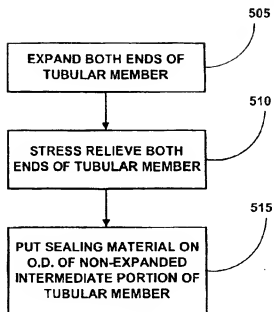 505
EXPAND BOTH ENDS OF
TUBULAR MEMBER
510
STRESS RELIEVE BOTH
ENDS OF TUBULAR MEMBER
515
PUT SEALING MATERIAL ON
O.D. OF NON-EXPANDED
INTERMEDIATE PORTION OF
TUBULAR MEMBER